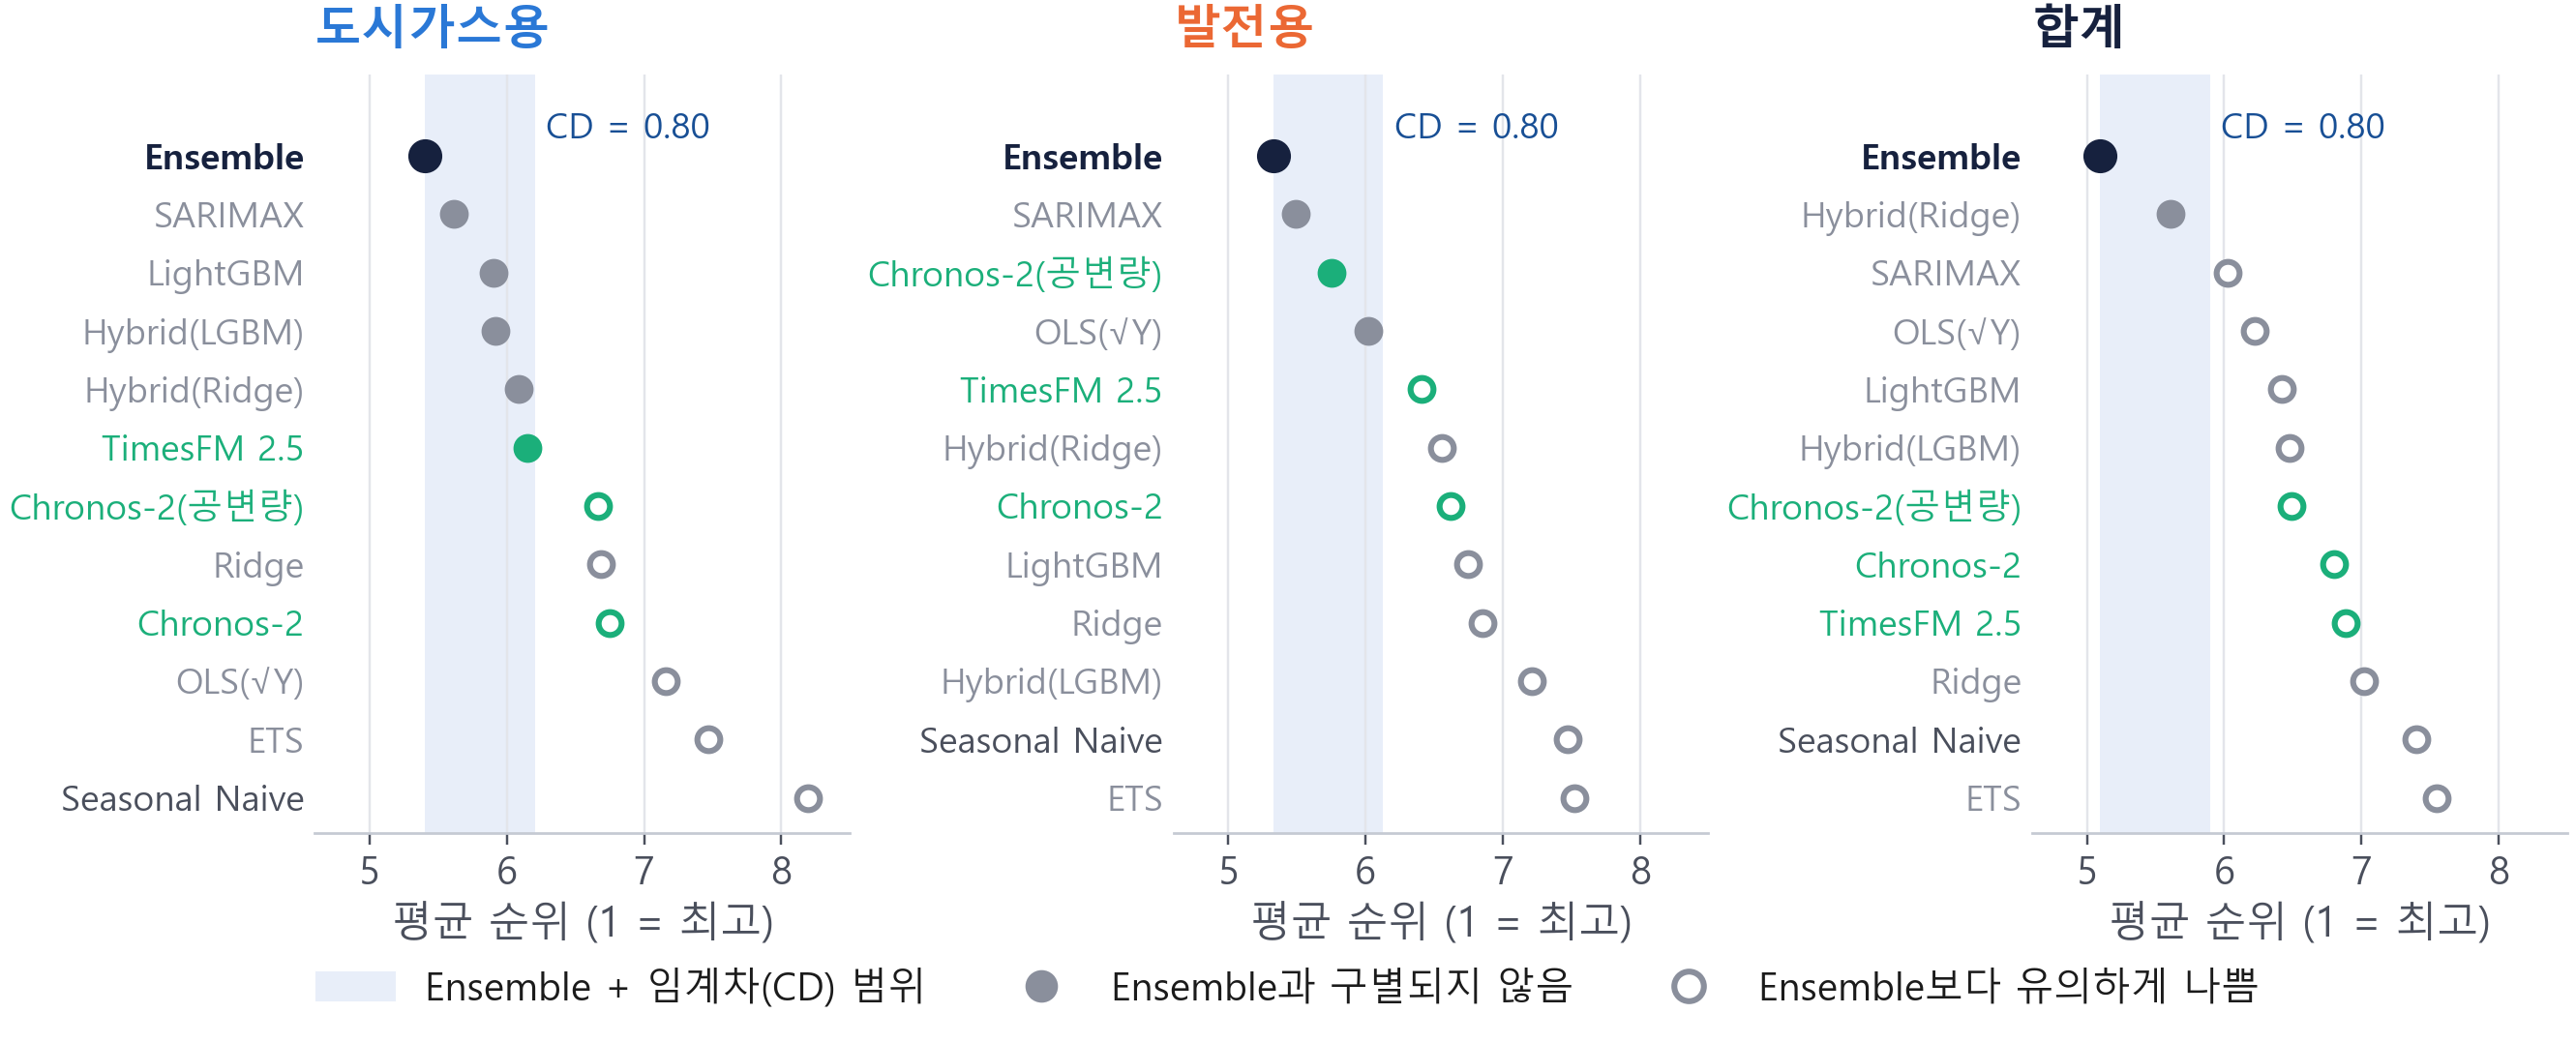 도시가스용
CD = 0.80
Ensemble
SARIMAX
LightGBM
Hybrid(LGBM)
Hybrid(Ridge)
TimesFM 2.5
Chronos-2(공변량)
Ridge
Chronos-2
OLS(√Y)
ETS
Seasonal Naive
5 6 7 8
평균 순위 (1 = 최고)
발전용
CD = 0.80
Ensemble
SARIMAX
Chronos-2(공변량)
OLS(√Y)
TimesFM 2.5
Hybrid(Ridge)
Chronos-2
LightGBM
Ridge
Hybrid(LGBM)
Seasonal Naive
ETS
5 6 7 8
평균 순위 (1 = 최고)
합계
CD = 0.80
Ensemble
Hybrid(Ridge)
SARIMAX
OLS(√Y)
LightGBM
Hybrid(LGBM)
Chronos-2(공변량)
Chronos-2
TimesFM 2.5
Ridge
Seasonal Naive
ETS
5 6 7 8
평균 순위 (1 = 최고)
Ensemble + 임계차(CD) 범위
Ensemble과 구별되지 않음
Ensemble보다 유의하게 나쁨